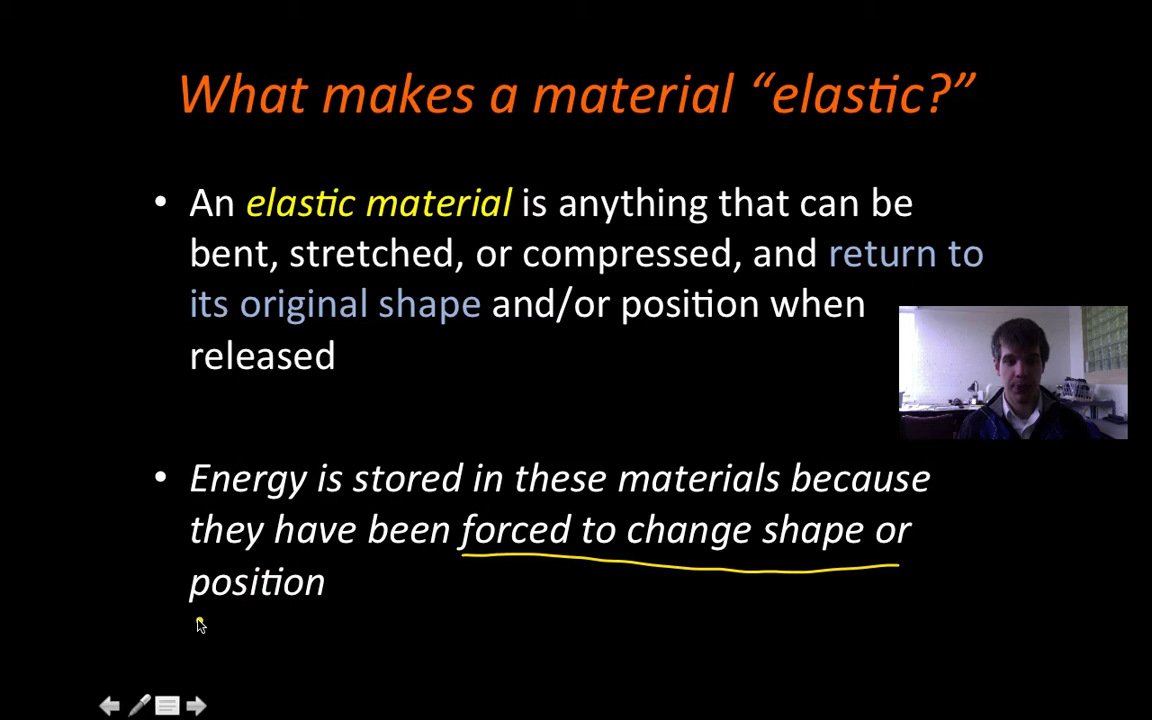 What makes a material “elastic?”
• An elastic material is anything that can be
bent, stretched, or compressed, and return to
its original shape and/or position when
released
• Energy is stored in these materials because
they have been forced to change shape or
position